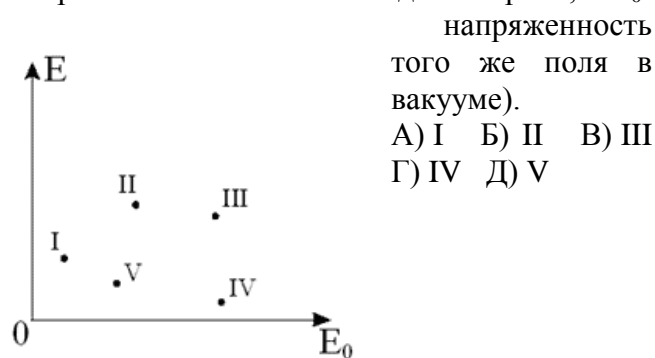 напряженность
того же поля в
вакууме).
А) I Б) II В) III
Г) IV Д) V
E
II
III
I
V
IV
0
E₀